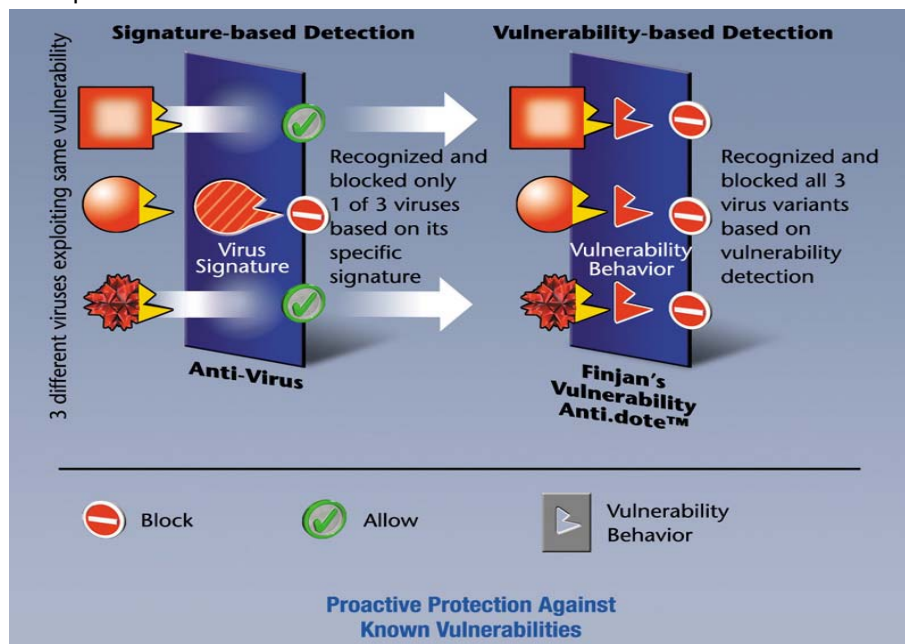 Signature-based Detection
Vulnerability-based Detection
3 different viruses exploiting same vulnerability
Recognized and
blocked only
1 of 3 viruses
based on its
specific
signature
Virus
Signature
Anti-Virus
Recognized and
blocked all 3
virus variants
based on
vulnerability
detection
Vulnerability
Behavior
Finjan's
Vulnerability
Anti.dote™
Block
Allow
Vulnerability
Behavior
Proactive Protection Against
Known Vulnerabilities